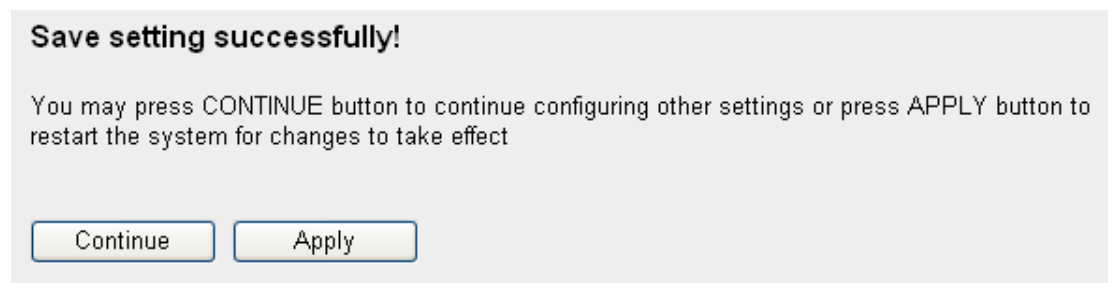 Save setting successfully!
You may press CONTINUE button to continue configuring other settings or press APPLY button to
restart the system for changes to take effect
Continue
Apply